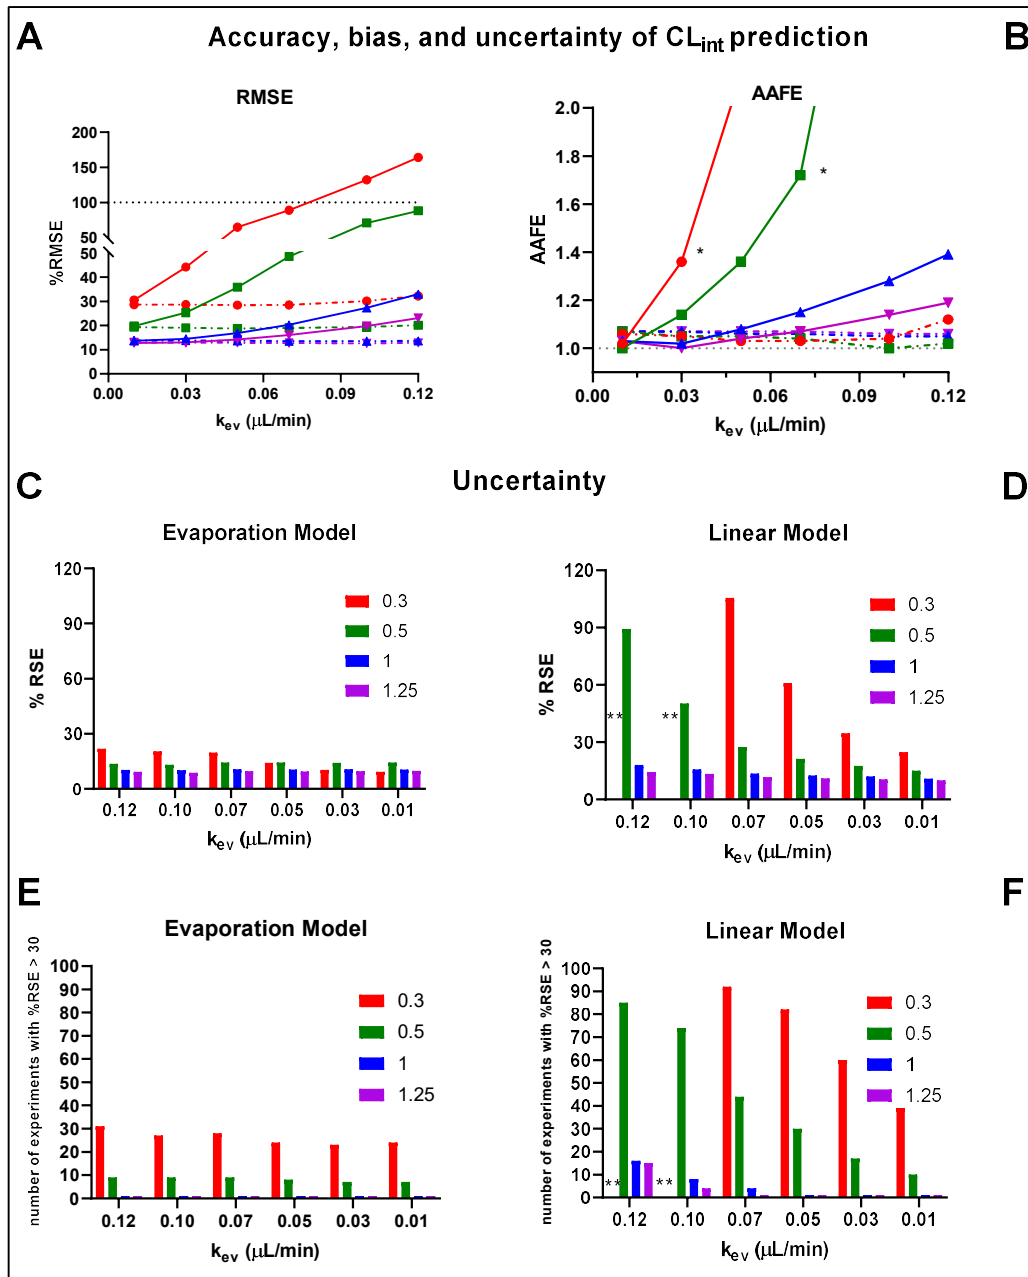 A
Accuracy, bias, and uncertainty of CLint prediction
B
RMSE
%RMSE
200
150
100
50
50
40
30
20
10
0
0.00 0.03 0.06 0.09 0.12
kev (μL/min)
AAFE
AAFE
2.0
1.8
1.6
1.4
1.2
1.0
*
*
0.00 0.03 0.06 0.09 0.12
kev (μL/min)
C
Uncertainty
D
Evaporation Model
% RSE
120
90
60
30
0
0.3
0.5
1
1.25
0.12 0.10 0.07 0.05 0.03 0.01
kev (μL/min)
Linear Model
% RSE
120
90
60
30
0
**
**
0.3
0.5
1
1.25
0.12 0.10 0.07 0.05 0.03 0.01
kev (μL/min)
E
F
Evaporation Model
number of experiments with %RSE > 30
100
90
80
70
60
50
40
30
20
10
0
0.3
0.5
1
1.25
0.12 0.10 0.07 0.05 0.03 0.01
kev (μL/min)
Linear Model
number of experiments with %RSE > 30
100
90
80
70
60
50
40
30
20
10
0
**
**
0.3
0.5
1
1.25
0.12 0.10 0.07 0.05 0.03 0.01
kev (μL/min)